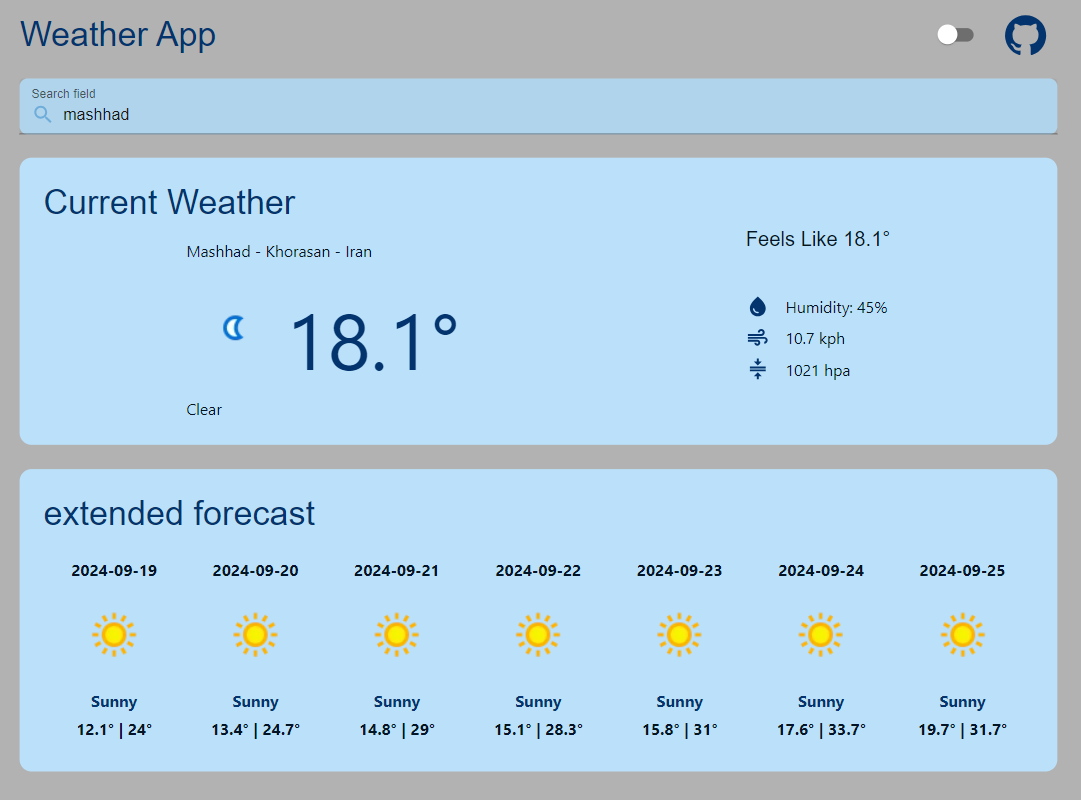 Weather App
Search field
mashhad
Current Weather
Mashhad - Khorasan - Iran
18.1°
Clear
Feels Like 18.1°
Humidity: 45%
10.7 kph
1021 hpa
extended forecast
2024-09-19 2024-09-20 2024-09-21 2024-09-22 2024-09-23 2024-09-24 2024-09-25
Sunny Sunny Sunny Sunny Sunny Sunny Sunny
12.1° | 24° 13.4° | 24.7° 14.8° | 29° 15.1° | 28.3° 15.8° | 31° 17.6° | 33.7° 19.7° | 31.7°